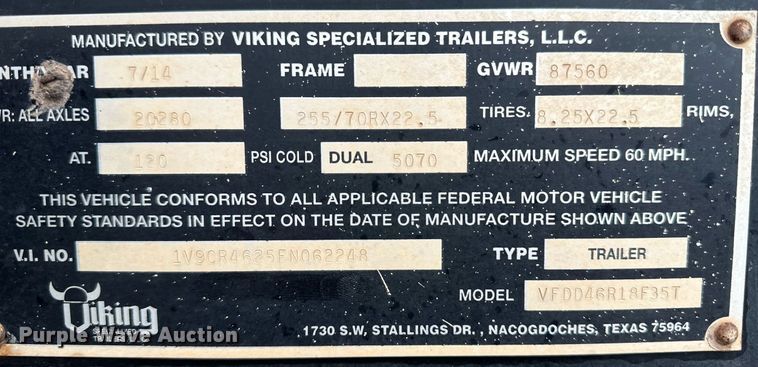 MANUFACTURED BY VIKING SPECIALIZED TRAILERS, L.L.C.
7/14 FRAME GVWR 87560
ALL AXLES 20280 255/70RX22.5 TIRES. 8.25X22.5 RIMS,
AT. 120 PSI COLD DUAL 5070 MAXIMUM SPEED 60 MPH.
THIS VEHICLE CONFORMS TO ALL APPLICABLE FEDERAL MOTOR VEHICLE
SAFETY STANDARDS IN EFFECT ON THE DATE OF MANUFACTURE SHOWN ABOVE
V.I. NO. 1V9CR4625FN062248 TYPE TRAILER
MODEL VFDD46R18F35T
Viking
Purple Wave Auction
1730 S.W, STALLINGS DR. , NACOGDOCHES, TEXAS 75964